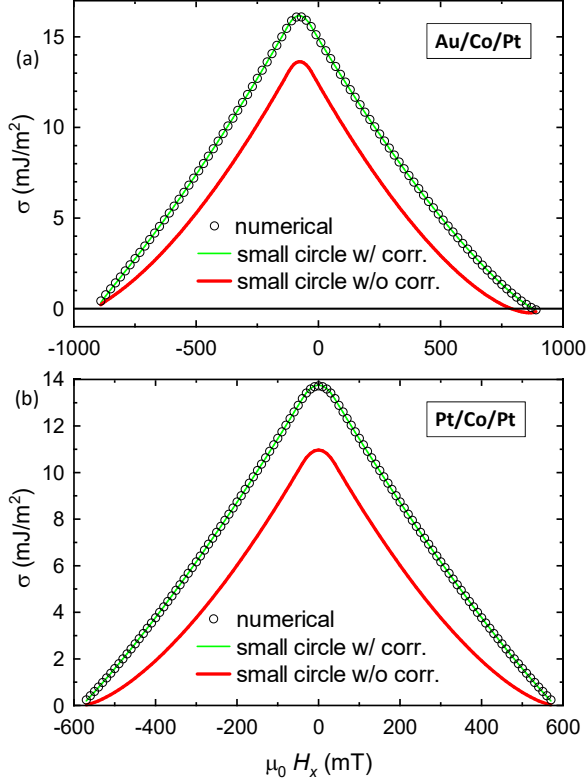 (a)
Au/Co/Pt
σ (mJ/m²)
15
10
5
0
numerical
small circle w/ corr.
small circle w/o corr.
-1000 -500 0 500 1000
(b)
Pt/Co/Pt
σ (mJ/m²)
14
12
10
8
6
4
2
0
numerical
small circle w/ corr.
small circle w/o corr.
-600 -400 -200 0 200 400 600
μ₀ Hₓ (mT)